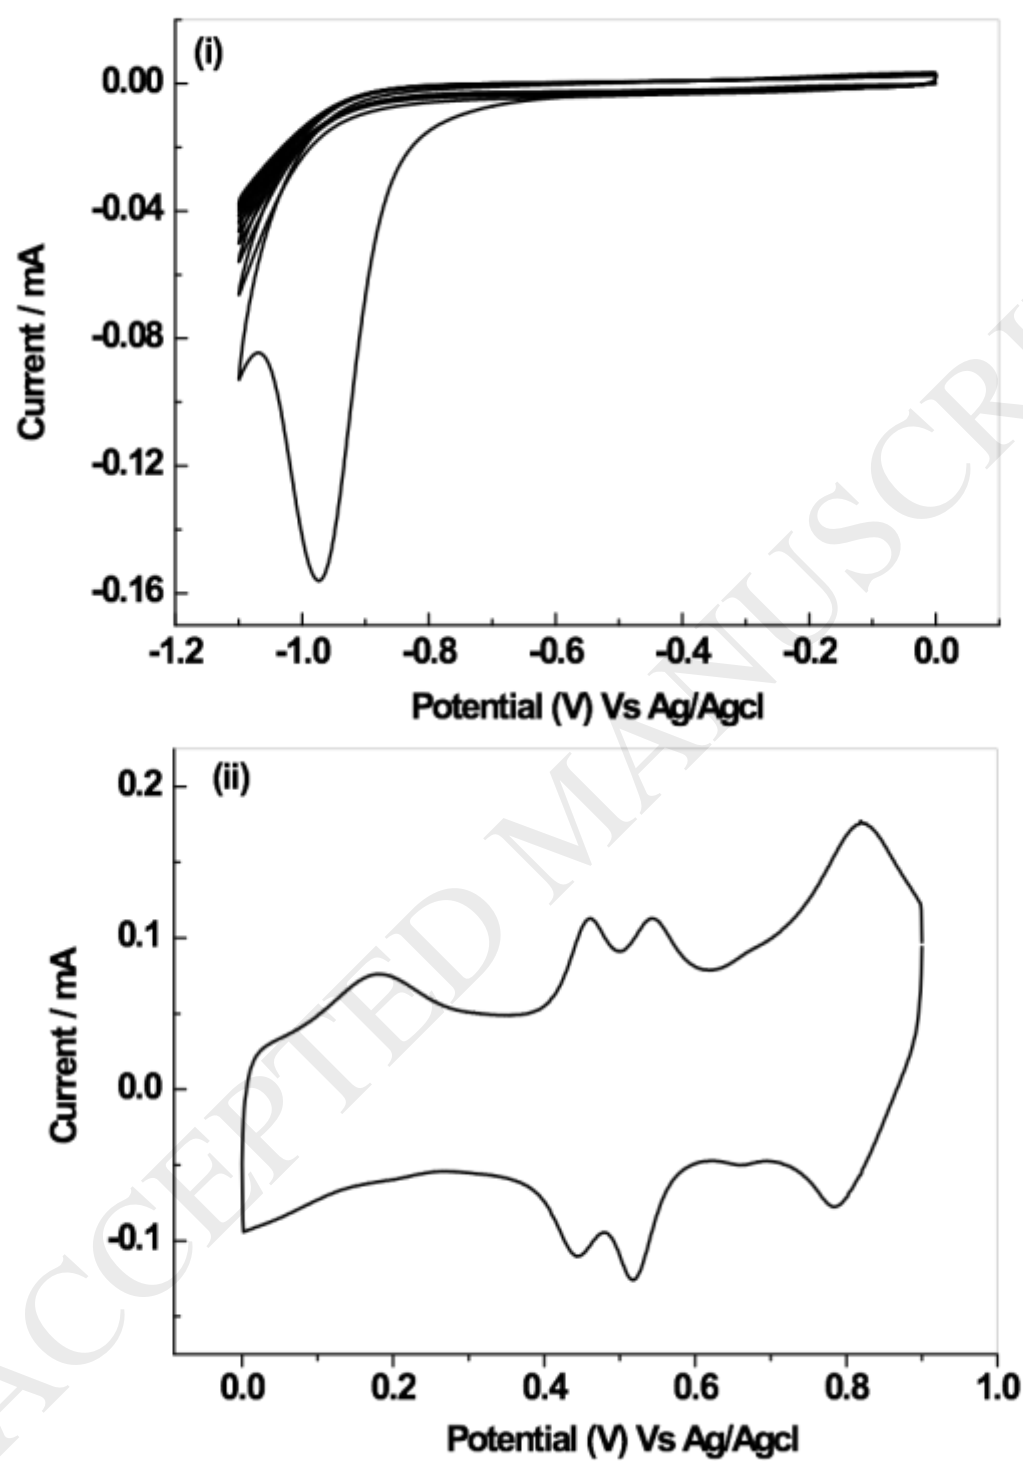 (i)
0.00
-0.04
-0.08
-0.12
-0.16
Current / mA
-1.2 -1.0 -0.8 -0.6 -0.4 -0.2 0.0
Potential (V) Vs Ag/Agcl
(ii)
0.2
0.1
0.0
-0.1
Current / mA
0.0 0.2 0.4 0.6 0.8 1.0
Potential (V) Vs Ag/Agcl
ACCEPTED MANUSCRI